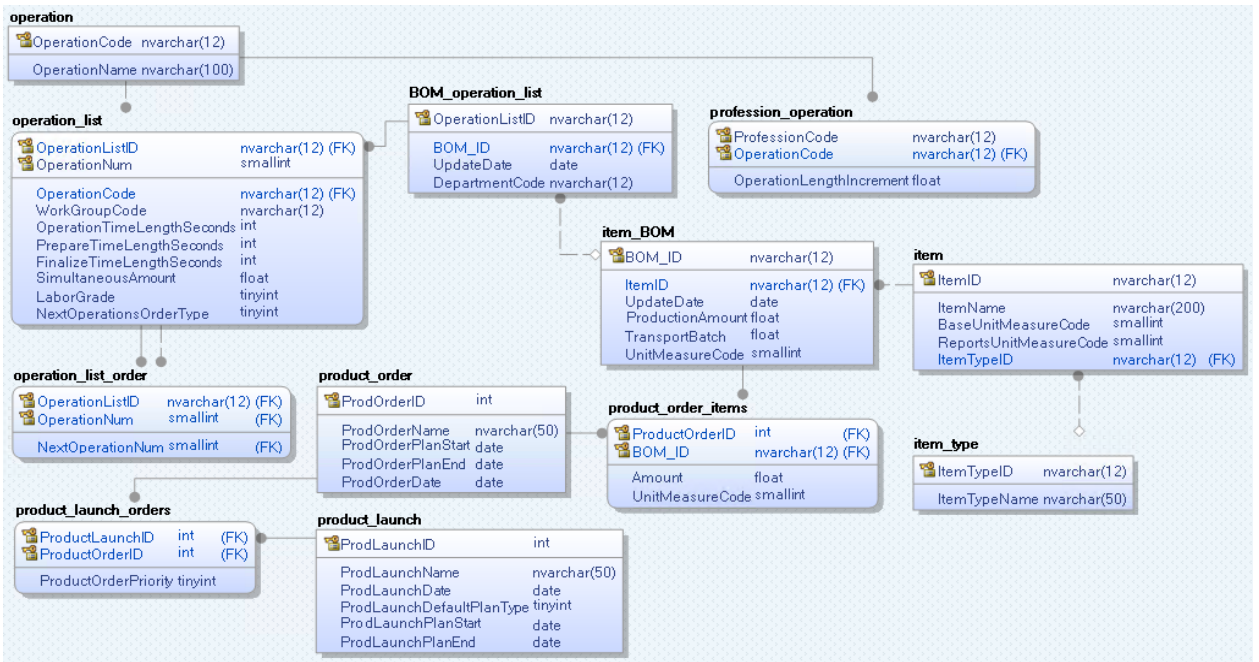 operation
OperationCode nvarchar(12)
OperationName nvarchar(100)
operation_list
OperationListID nvarchar(12) (FK)
OperationNum smallint
OperationCode nvarchar(12) (FK)
WorkGroupCode nvarchar(12)
OperationTimeLengthSeconds int
PrepareTimeLengthSeconds int
FinalizeTimeLengthSeconds int
SimultaneousAmount float
LaborGrade tinyint
NextOperationsOrderType tinyint
BOM_operation_list
OperationListID nvarchar(12)
BOM_ID nvarchar(12) (FK)
UpdateDate date
DepartmentCode nvarchar(12)
profession_operation
ProfessionCode nvarchar(12)
OperationCode nvarchar(12) (FK)
OperationLengthIncrement float
item_BOM
BOM_ID nvarchar(12)
ItemID nvarchar(12) (FK)
UpdateDate date
ProductionAmount float
TransportBatch float
UnitMeasureCode smallint
item
ItemID nvarchar(12)
ItemName nvarchar(200)
BaseUnitMeasureCode smallint
ReportsUnitMeasureCode smallint
ItemTypeID nvarchar(12) (FK)
operation_list_order
OperationListID nvarchar(12) (FK)
OperationNum smallint (FK)
NextOperationNum smallint (FK)
product_order
ProdOrderID int
ProdOrderName nvarchar(50)
ProdOrderPlanStart date
ProdOrderPlanEnd date
ProdOrderDate date
product_order_items
ProductOrderID int (FK)
BOM_ID nvarchar(12) (FK)
Amount float
UnitMeasureCode smallint
item_type
ItemTypeID nvarchar(12)
ItemTypeName nvarchar(50)
product_launch_orders
ProductLaunchID int (FK)
ProductOrderID int (FK)
ProductOrderPriority tinyint
product_launch
ProdLaunchID int
ProdLaunchName nvarchar(50)
ProdLaunchDate date
ProdLaunchDefaultPlanType tinyint
ProdLaunchPlanStart date
ProdLaunchPlanEnd date